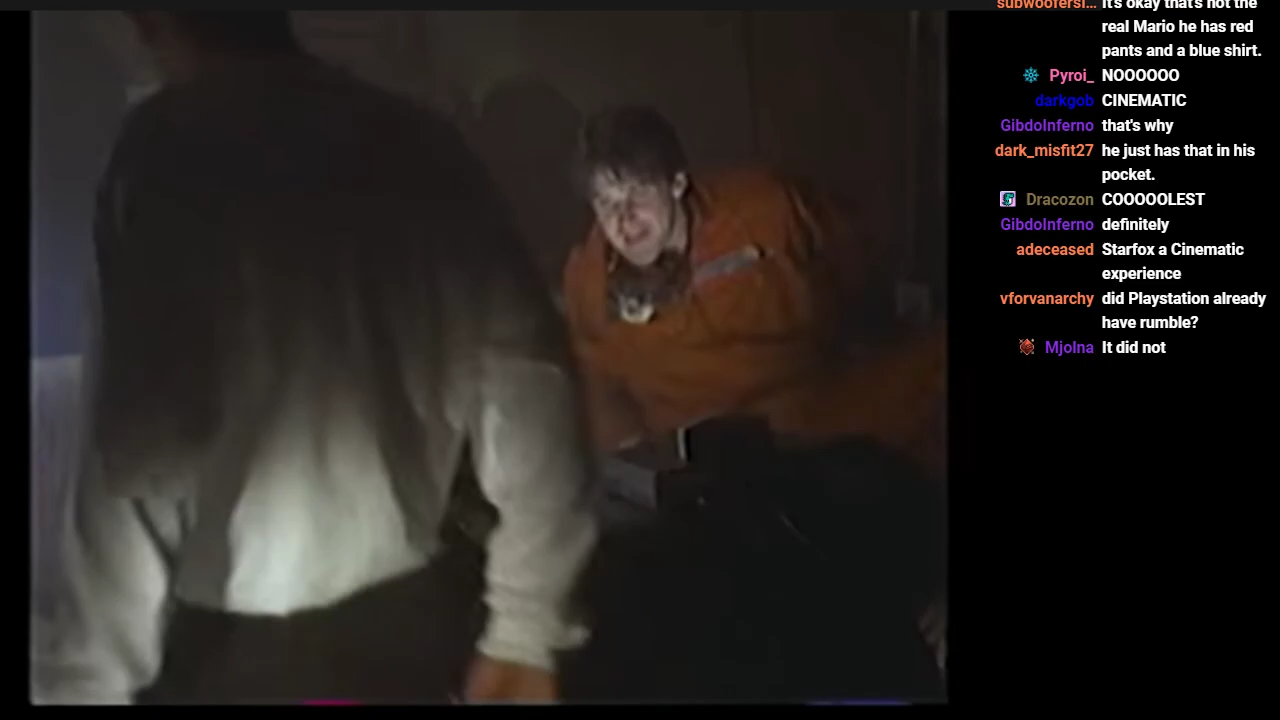 subwoofersi... It's okay that's not the
real Mario he has red
pants and a blue shirt.
Pyroi_ NOOOOOO
darkgob CINEMATIC
GibdoInferno that's why
dark_misfit27 he just has that in his
pocket.
Dracozon COOOOOLEST
GibdoInferno definitely
adeceased Starfox a Cinematic
experience
vforvanarchy did Playstation already
have rumble?
Mjolna It did not